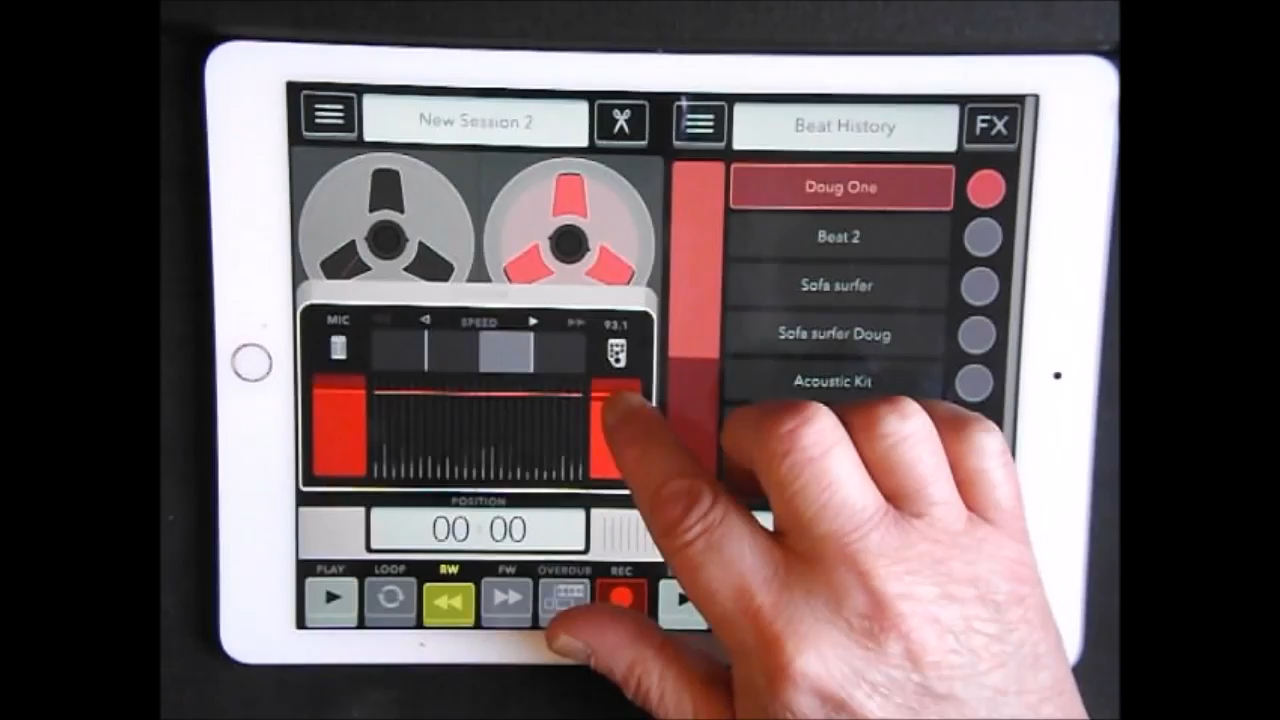 New Session 2
Beat History
FX
Doug One
Beat 2
Sofa surfer
Sofa surfer Doug
Acoustic Kit
MIC
SPEED
93.1
POSITION
00:00
PLAY
LOOP
RW
FW
OVERDUB
REC